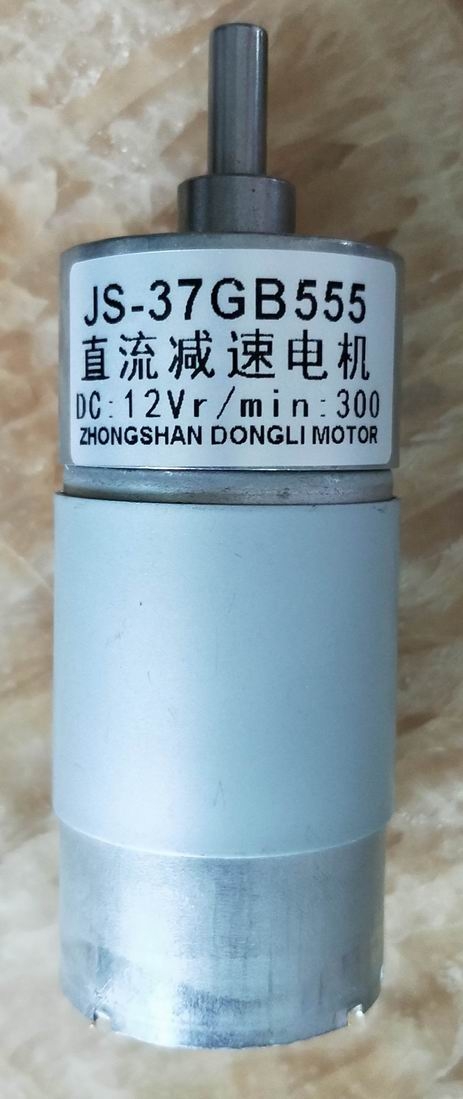 JS-37GB555
直流减速电机
DC:12Vr/min:300
ZHONGSHAN DONGLI MOTOR